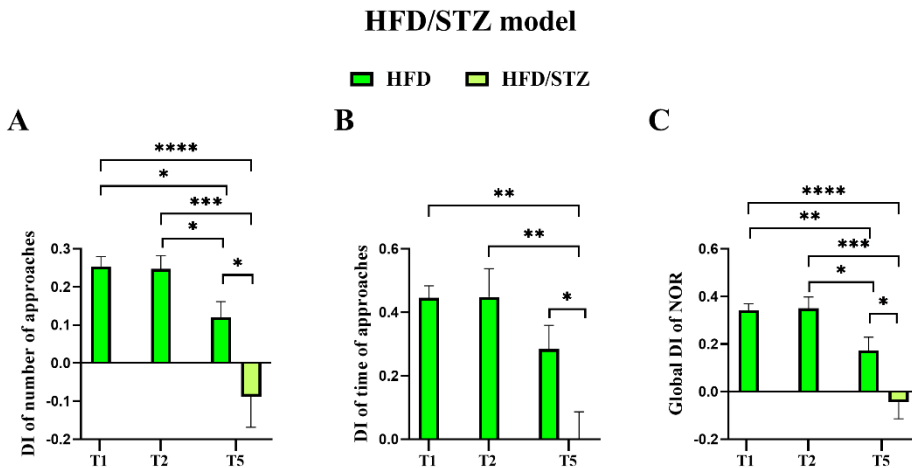 HFD/STZ model
HFD HFD/STZ
A
DI of number of approaches
0.3
0.2
0.1
0.0
-0.1
-0.2
T1 T2 T5
****
*
***
*
*
B
DI of time of approaches
0.6
0.4
0.2
0.0
T1 T2 T5
**
**
*
C
Global DI of NOR
0.6
0.4
0.2
0.0
-0.2
T1 T2 T5
****
**
***
*
*